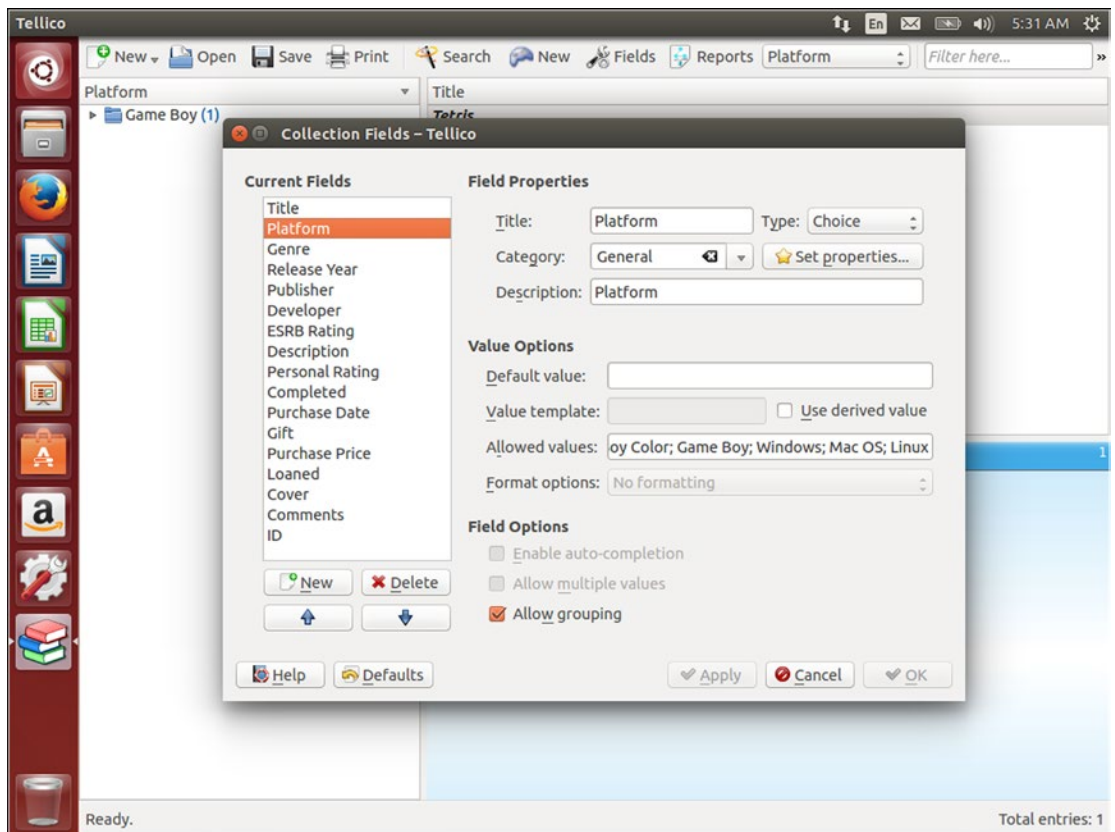 Tellico
En
5:31 AM
New
Open
Save
Print
Search
New
Fields
Reports
Platform
Filter here...
»
Platform
Title
Game Boy (1)
Tetris
Collection Fields – Tellico
Current Fields
Title
Platform
Genre
Release Year
Publisher
Developer
ESRB Rating
Description
Personal Rating
Completed
Purchase Date
Gift
Purchase Price
Loaned
Cover
Comments
ID
New
Delete
Field Properties
Title: Platform Type: Choice
Category: General Set properties...
Description: Platform
Value Options
Default value:
Value template: Use derived value
Allowed values: oy Color; Game Boy; Windows; Mac OS; Linux
Format options: No formatting
Field Options
Enable auto-completion
Allow multiple values
Allow grouping
Help
Defaults
Apply
Cancel
OK
1
a
Ready.
Total entries: 1